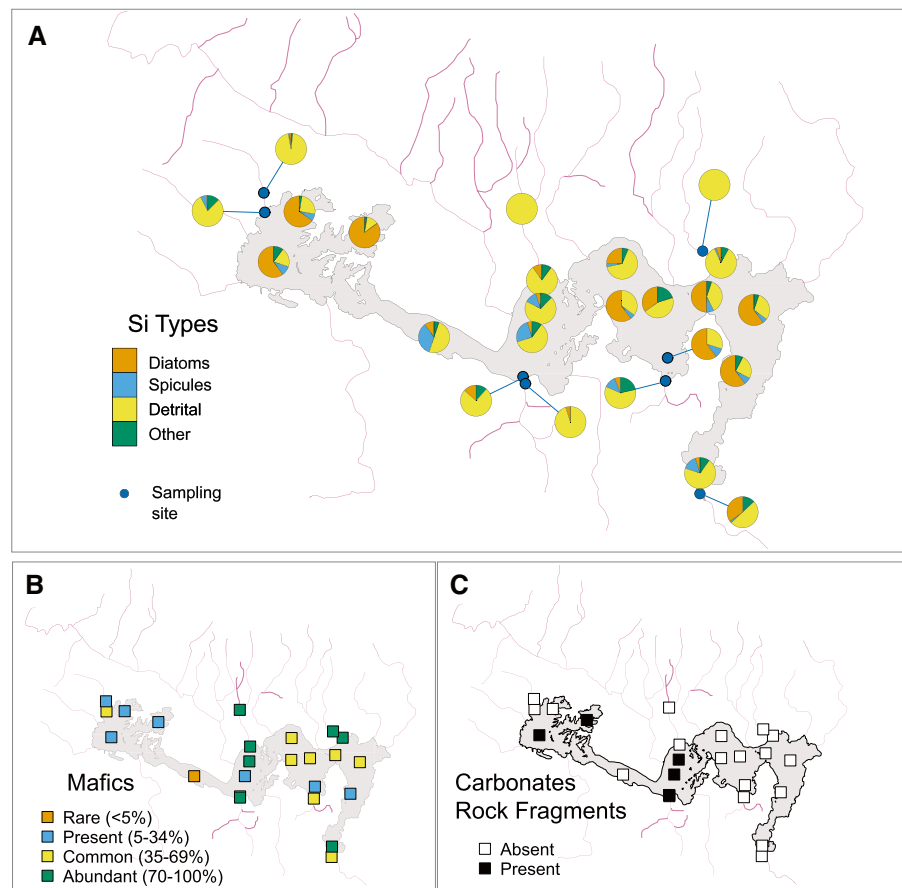 A
Si Types
Diatoms
Spicules
Detrital
Other
Sampling
site
B
Mafics
Rare (<5%)
Present (5-34%)
Common (35-69%)
Abundant (70-100%)
C
Carbonates
Rock Fragments
Absent
Present